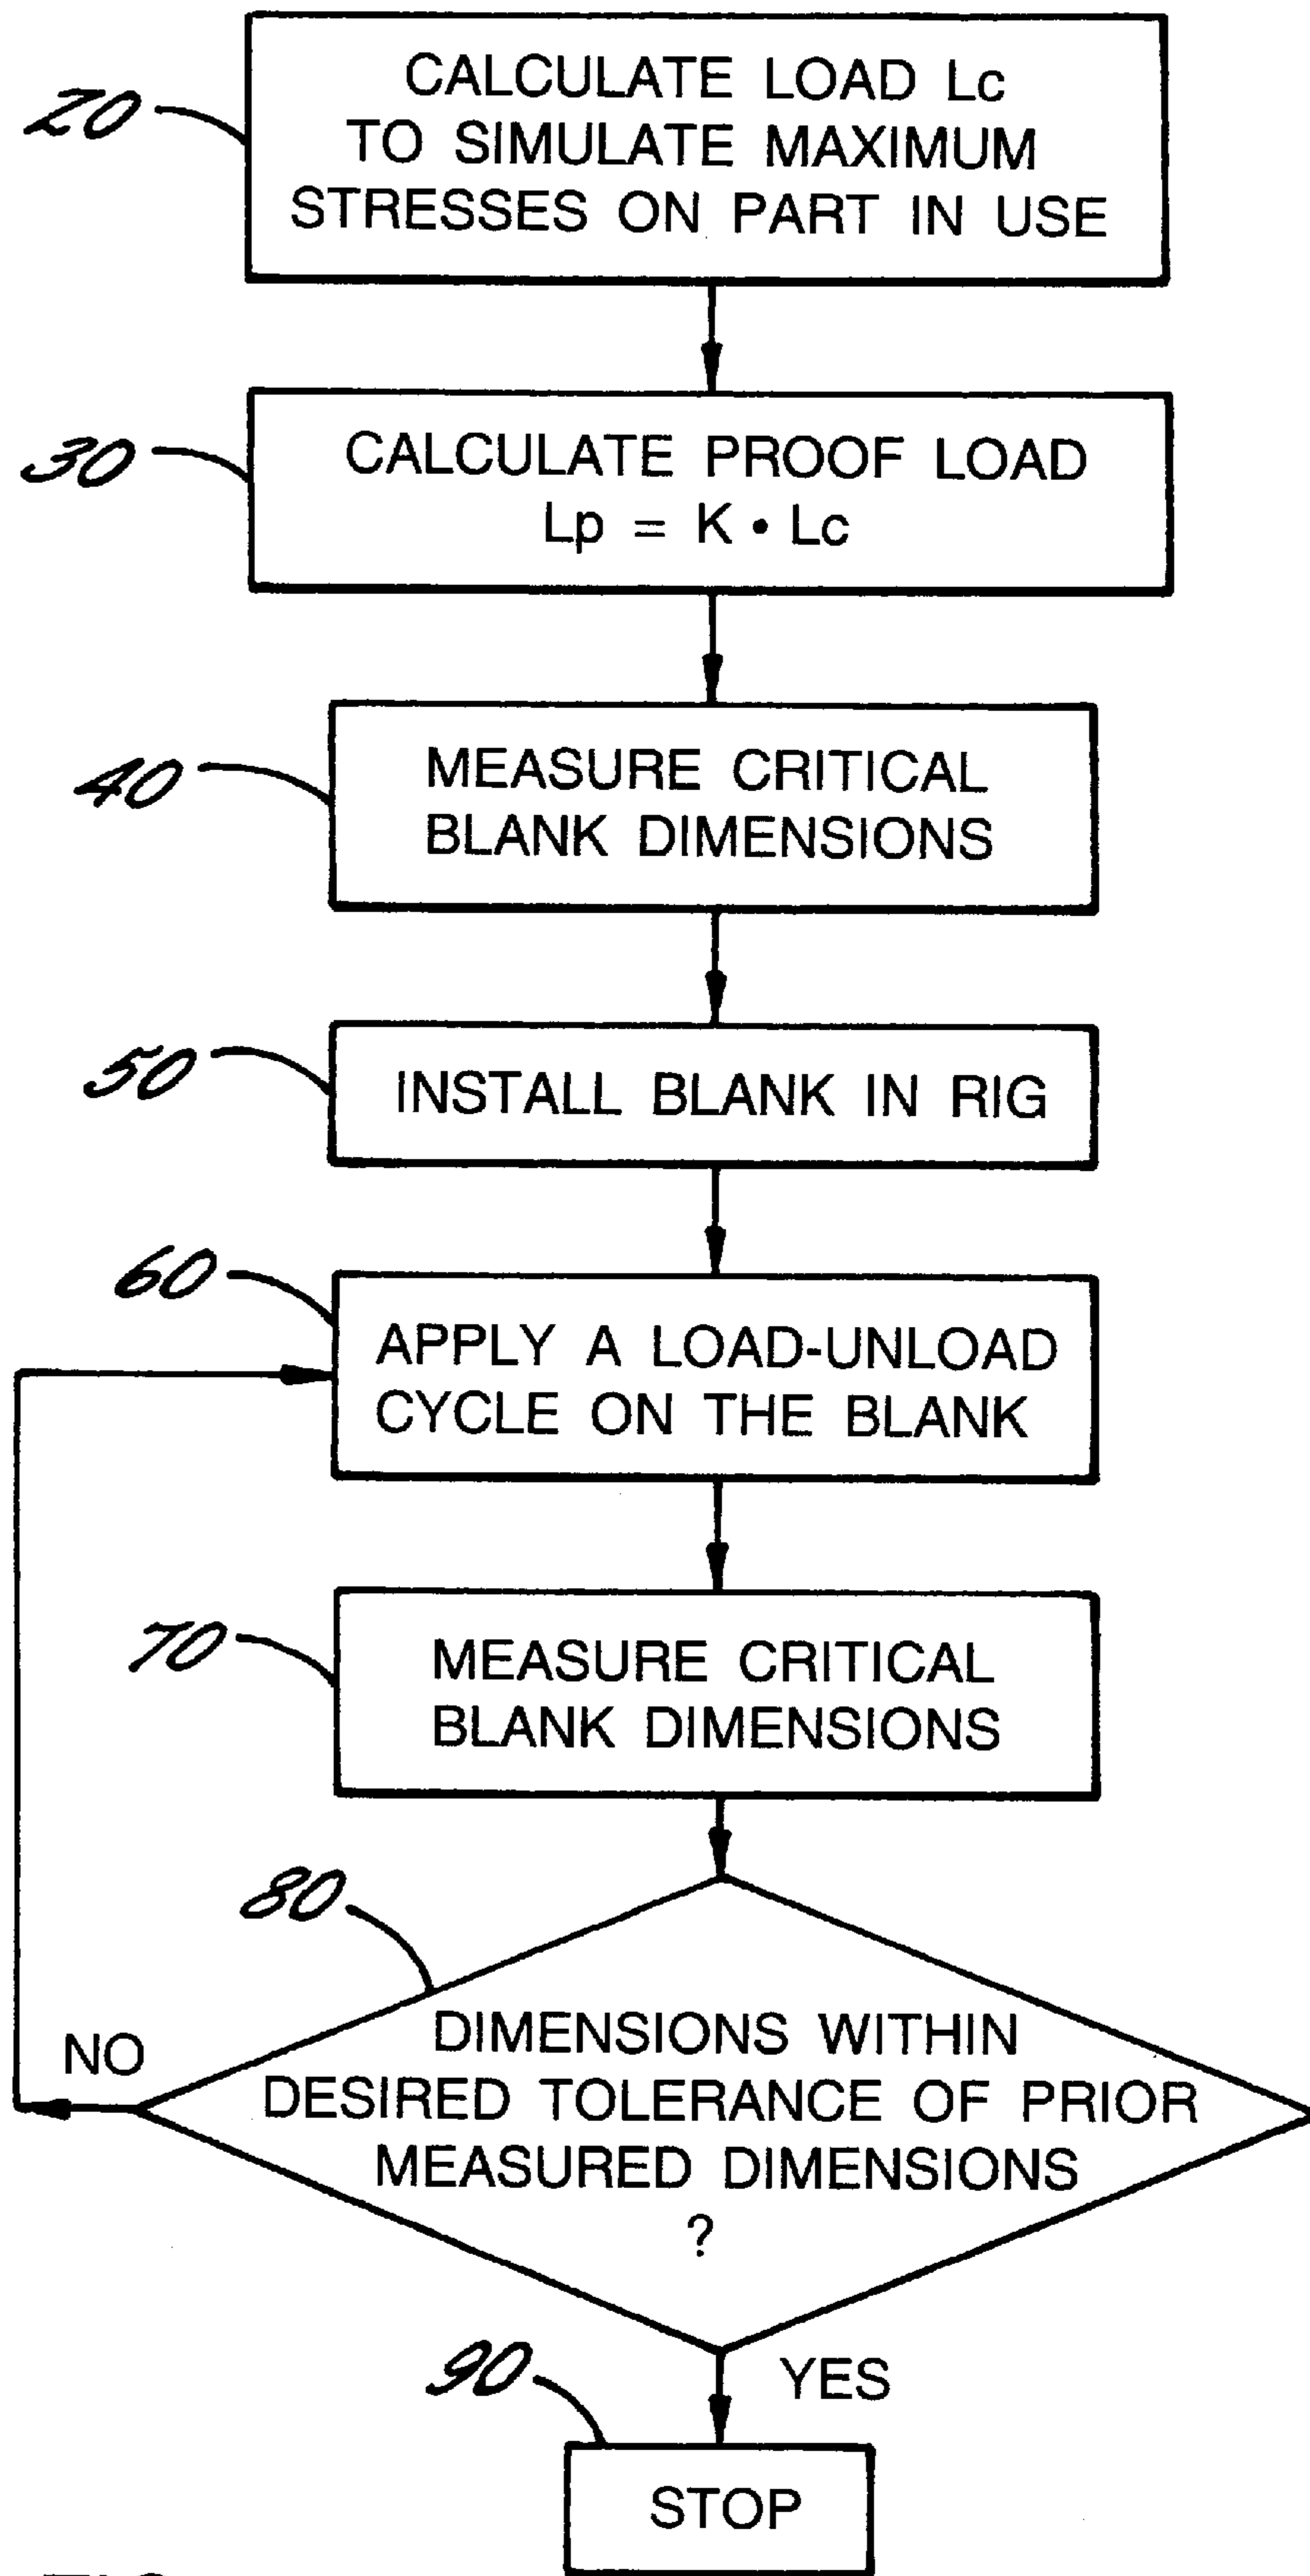 20
CALCULATE LOAD Lc
TO SIMULATE MAXIMUM
STRESSES ON PART IN USE
30
CALCULATE PROOF LOAD
Lp = K • Lc
40
MEASURE CRITICAL
BLANK DIMENSIONS
50
INSTALL BLANK IN RIG
60
APPLY A LOAD-UNLOAD
CYCLE ON THE BLANK
70
MEASURE CRITICAL
BLANK DIMENSIONS
80
DIMENSIONS WITHIN
DESIRED TOLERANCE OF PRIOR
MEASURED DIMENSIONS
?
NO
YES
90
STOP